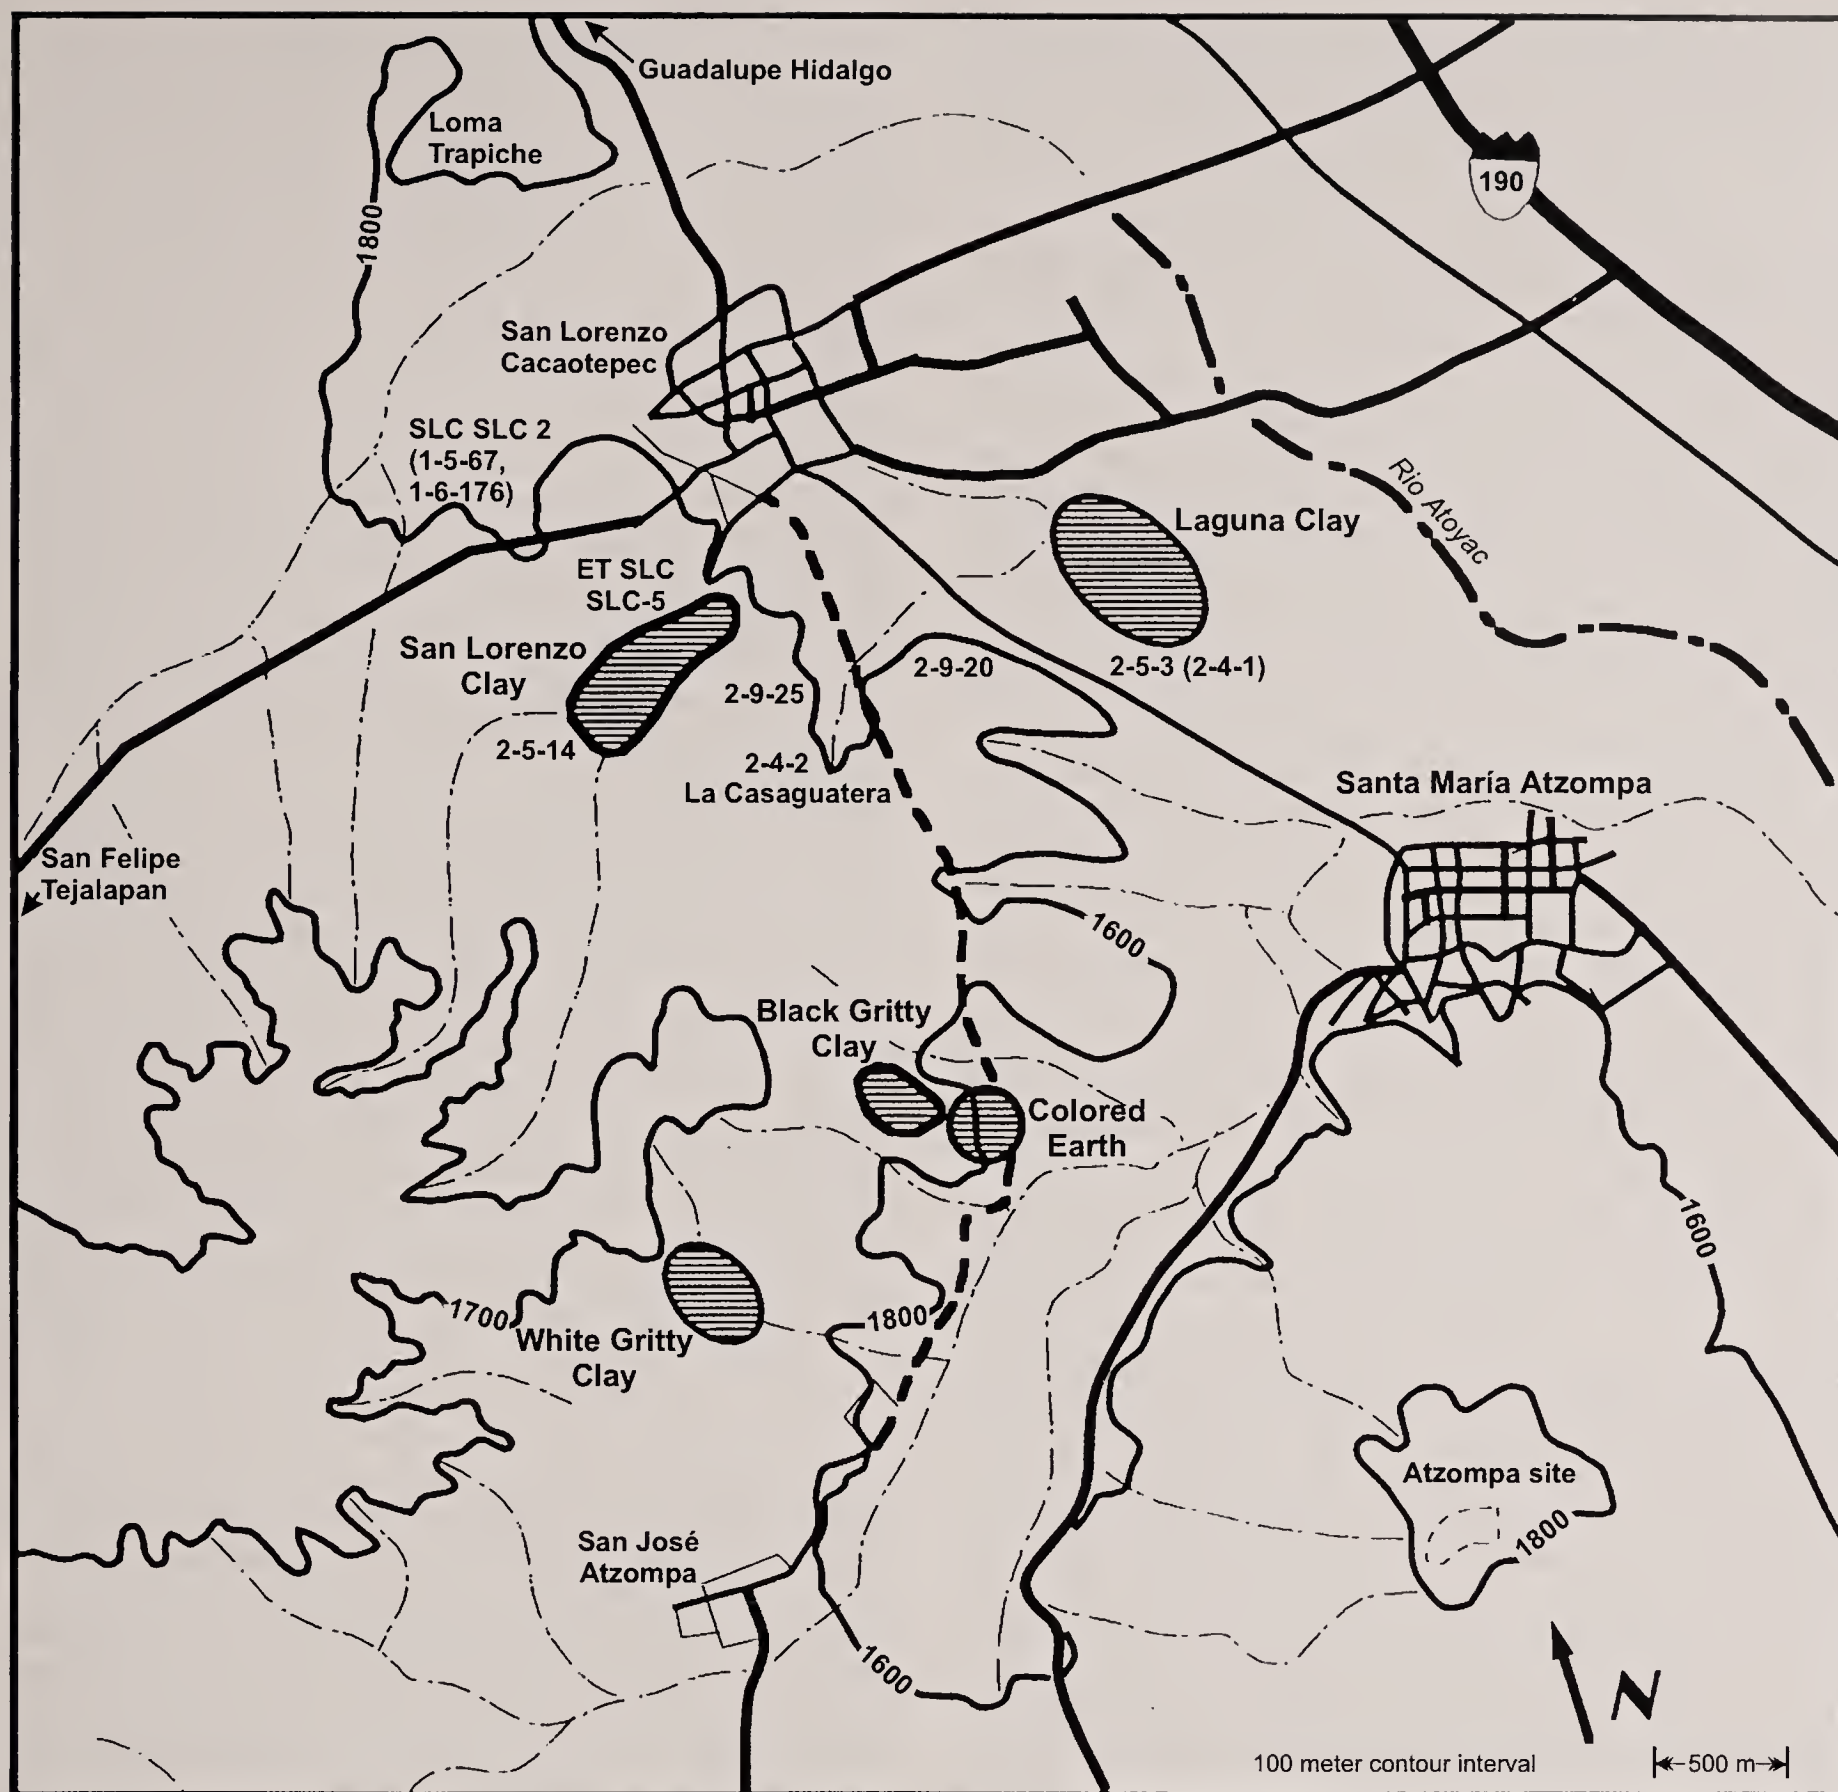 Guadalupe Hidalgo
Loma
Trapiche
190
1800
San Lorenzo
Cacaotepec
SLC SLC 2
(1-5-67,
1-6-176)
Rio Atoyac
Laguna Clay
ET SLC
SLC-5
San Lorenzo
Clay
2-9-20
2-5-3 (2-4-1)
2-9-25
2-5-14
2-4-2
La Casaguatera
Santa María Atzompa
San Felipe
Tejalapan
1600
Black Gritty
Clay
Colored
Earth
1600
1700
1800
White Gritty
Clay
Atzompa site
1800
San José
Atzompa
1600
N
100 meter contour interval
500 m